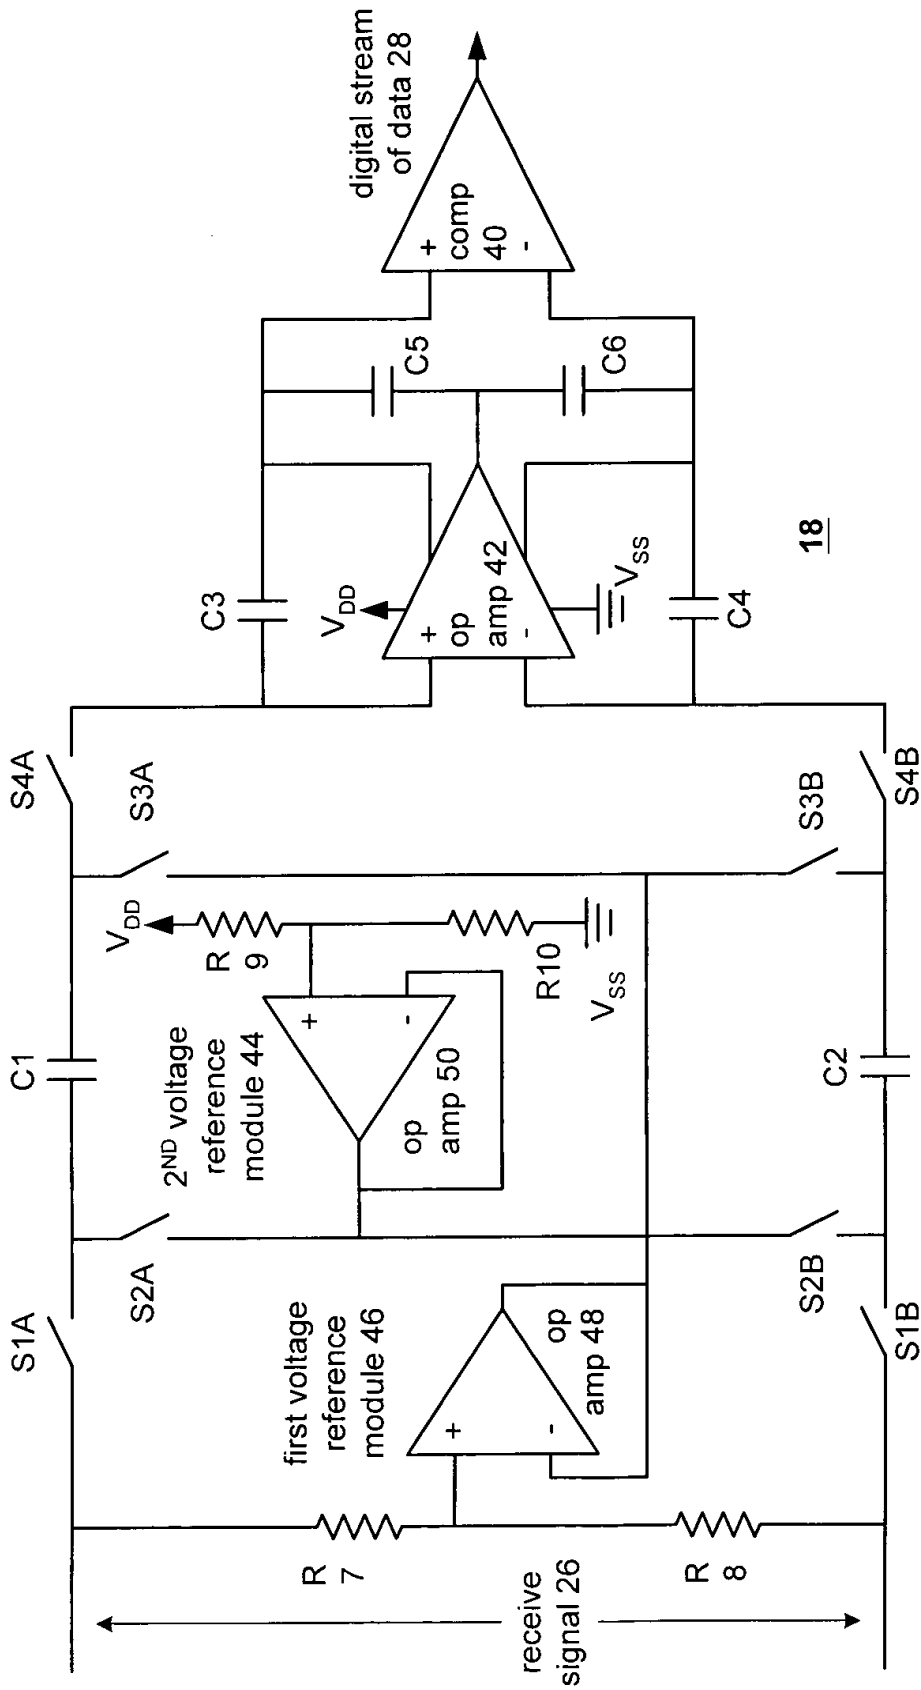 S1A
S2A
C1
S3A
S4A
C3
digital stream
of data 28
2ND voltage
reference
module 44
VDD
R
9
+
-
op
amp 50
R10
VSS
first voltage
reference
module 46
+
-
op
amp 48
R
7
R
8
receive
signal 26
VDD
+
op
amp 42
-
VSS
C5
C6
+
comp
40
-
S1B
S2B
C2
S3B
S4B
C4
18